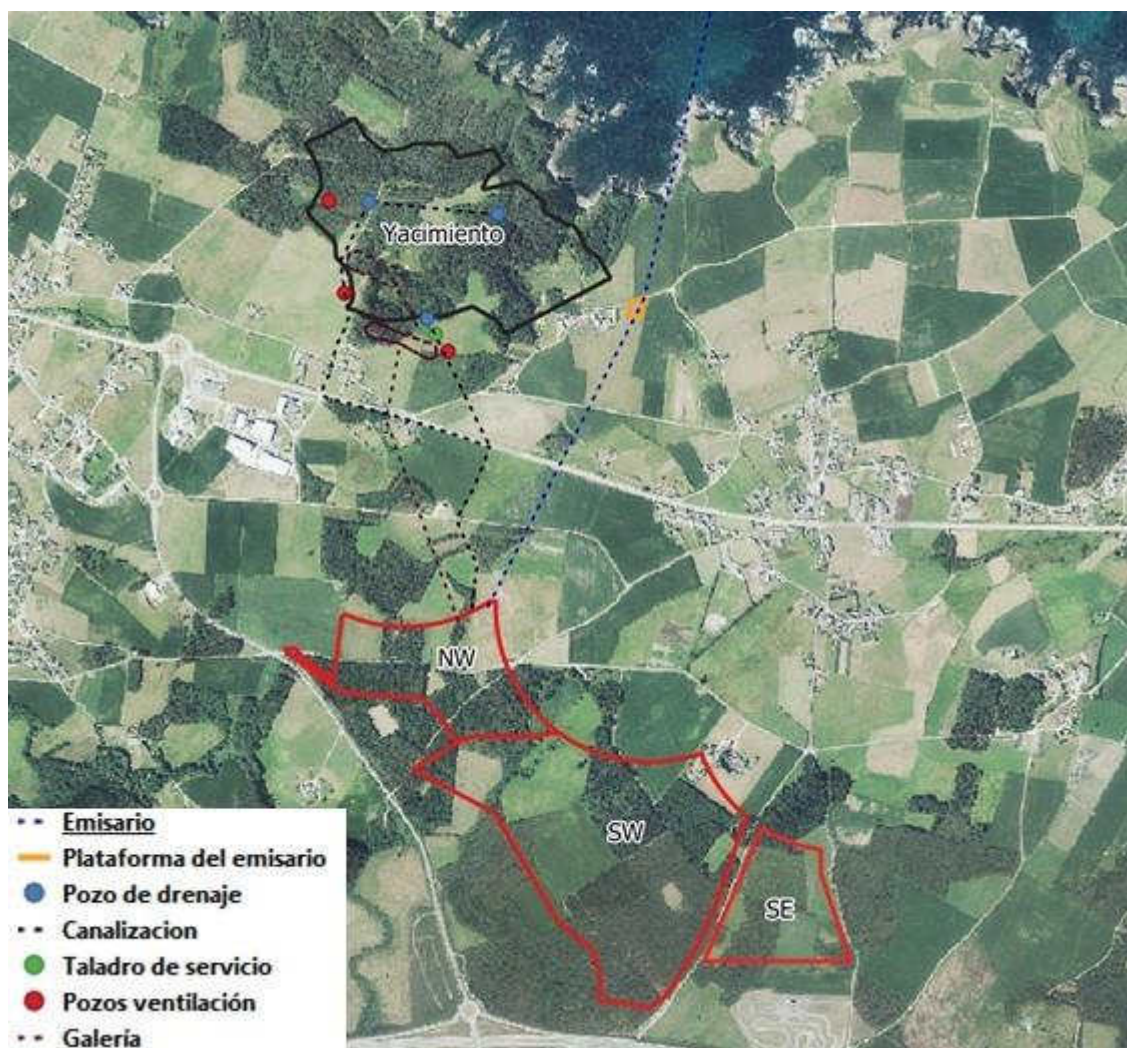 Yacimiento
NW
SW
SE
Emisario
Plataforma del emisario
Pozo de drenaje
Canalizacion
Taladro de servicio
Pozos ventilación
Galería